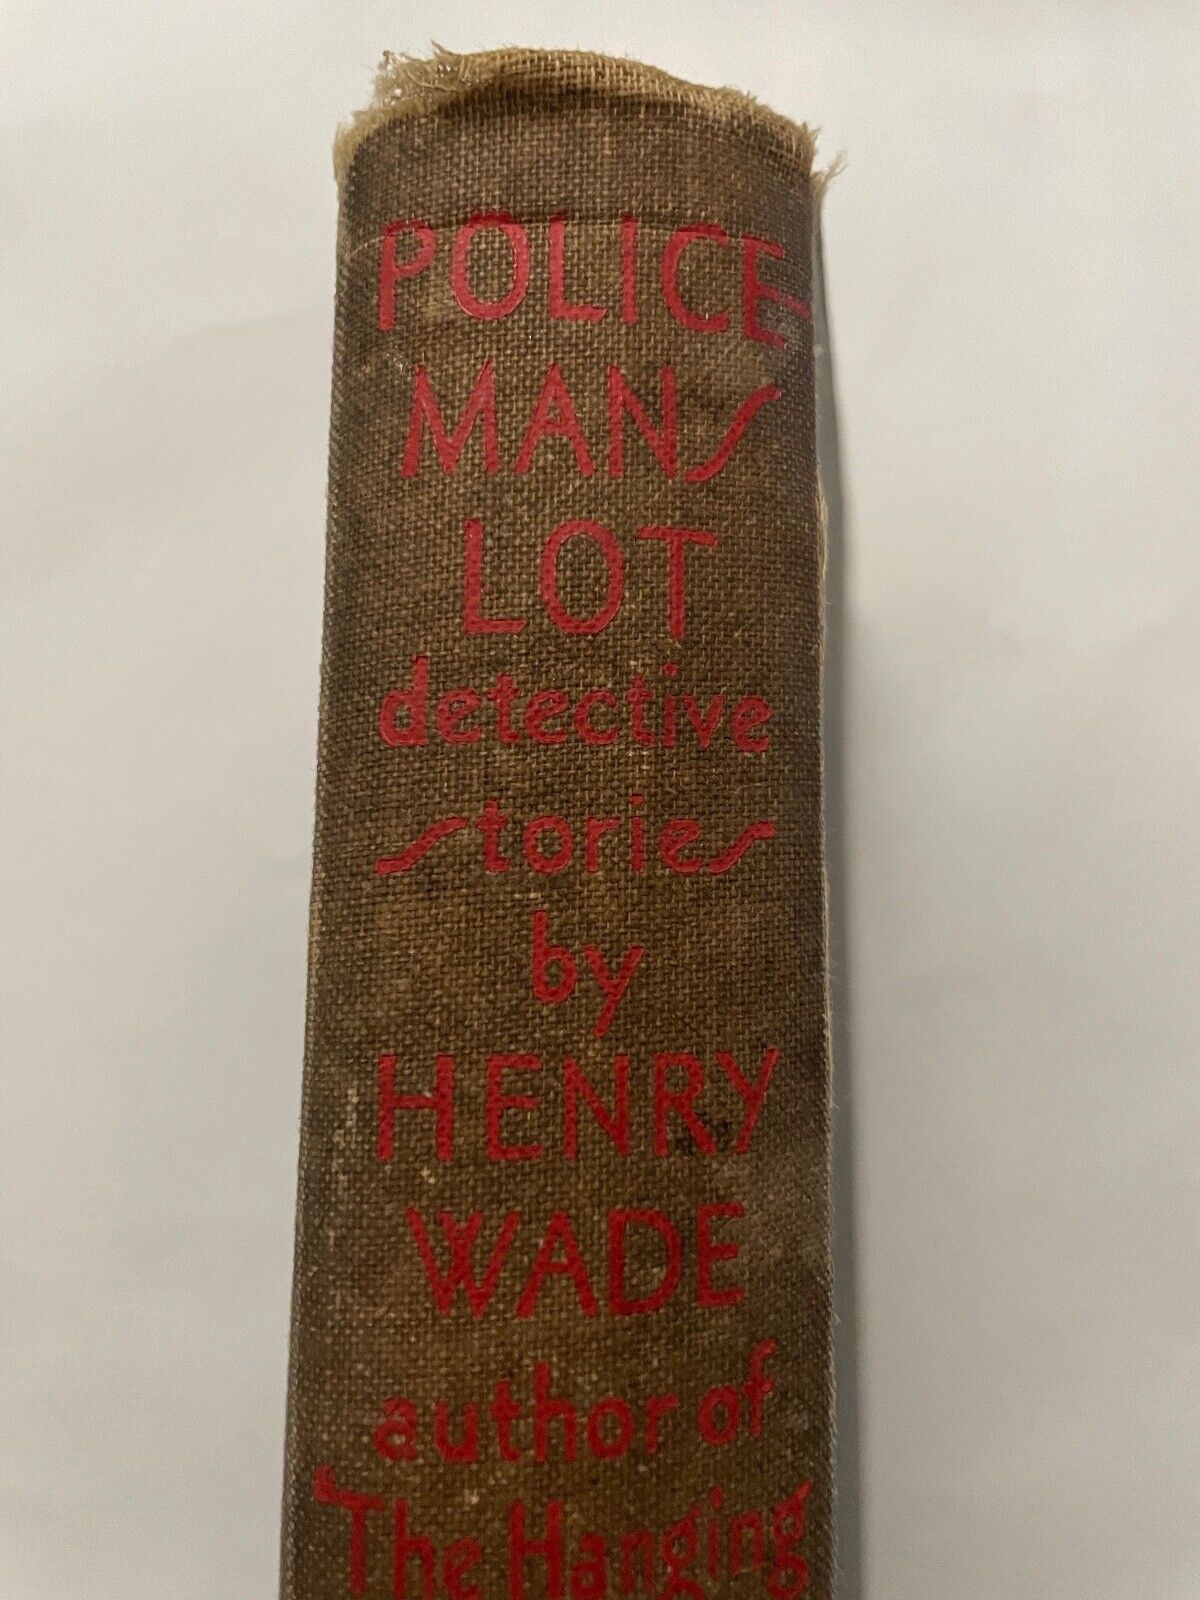 POLICE
MANS
LOT
detective
stories
by
HENRY
WADE
author of
"The Hanging